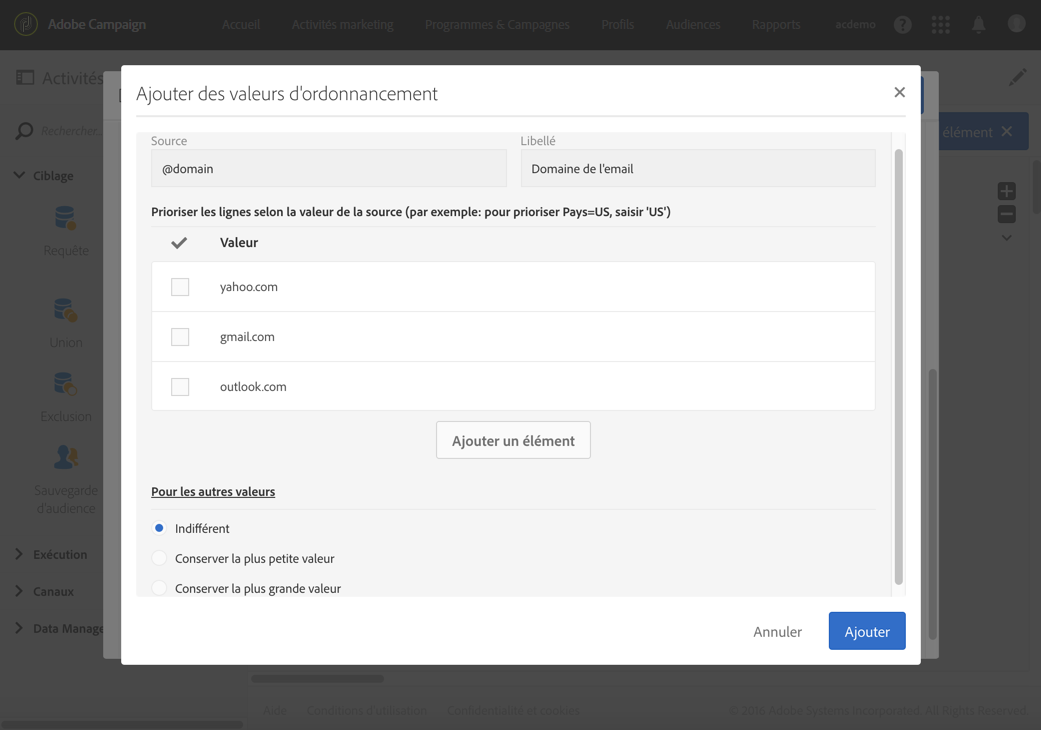 Adobe Campaign Accueil Activités marketing Programmes & Campagnes Profils Audiences Rapports acdemo ?
Activités
Ajouter des valeurs d'ordonnancement
Rechercher...
élément
Source Libellé
@domain Domaine de l'email
Ciblage
Prioriser les lignes selon la valeur de la source (par exemple: pour prioriser Pays=US, saisir 'US')
Requête
Valeur
yahoo.com
Union
gmail.com
Exclusion
outlook.com
Ajouter un élément
Sauvegarde
d'audience
Pour les autres valeurs
Indifférent
Exécution
Conserver la plus petite valeur
Canaux
Conserver la plus grande valeur
Data Manage
Annuler Ajouter
Aide Conditions d'utilisation Confidentialité et cookies © 2016 Adobe Systems Incorporated. All Rights Reserved.